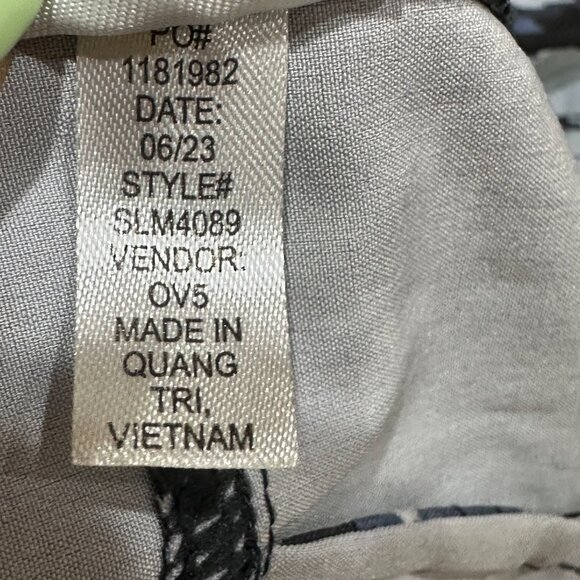 PO#
1181982
DATE:
06/23
STYLE#
SLM4089
VENDOR:
OV5
MADE IN
QUANG
TRI,
VIETNAM